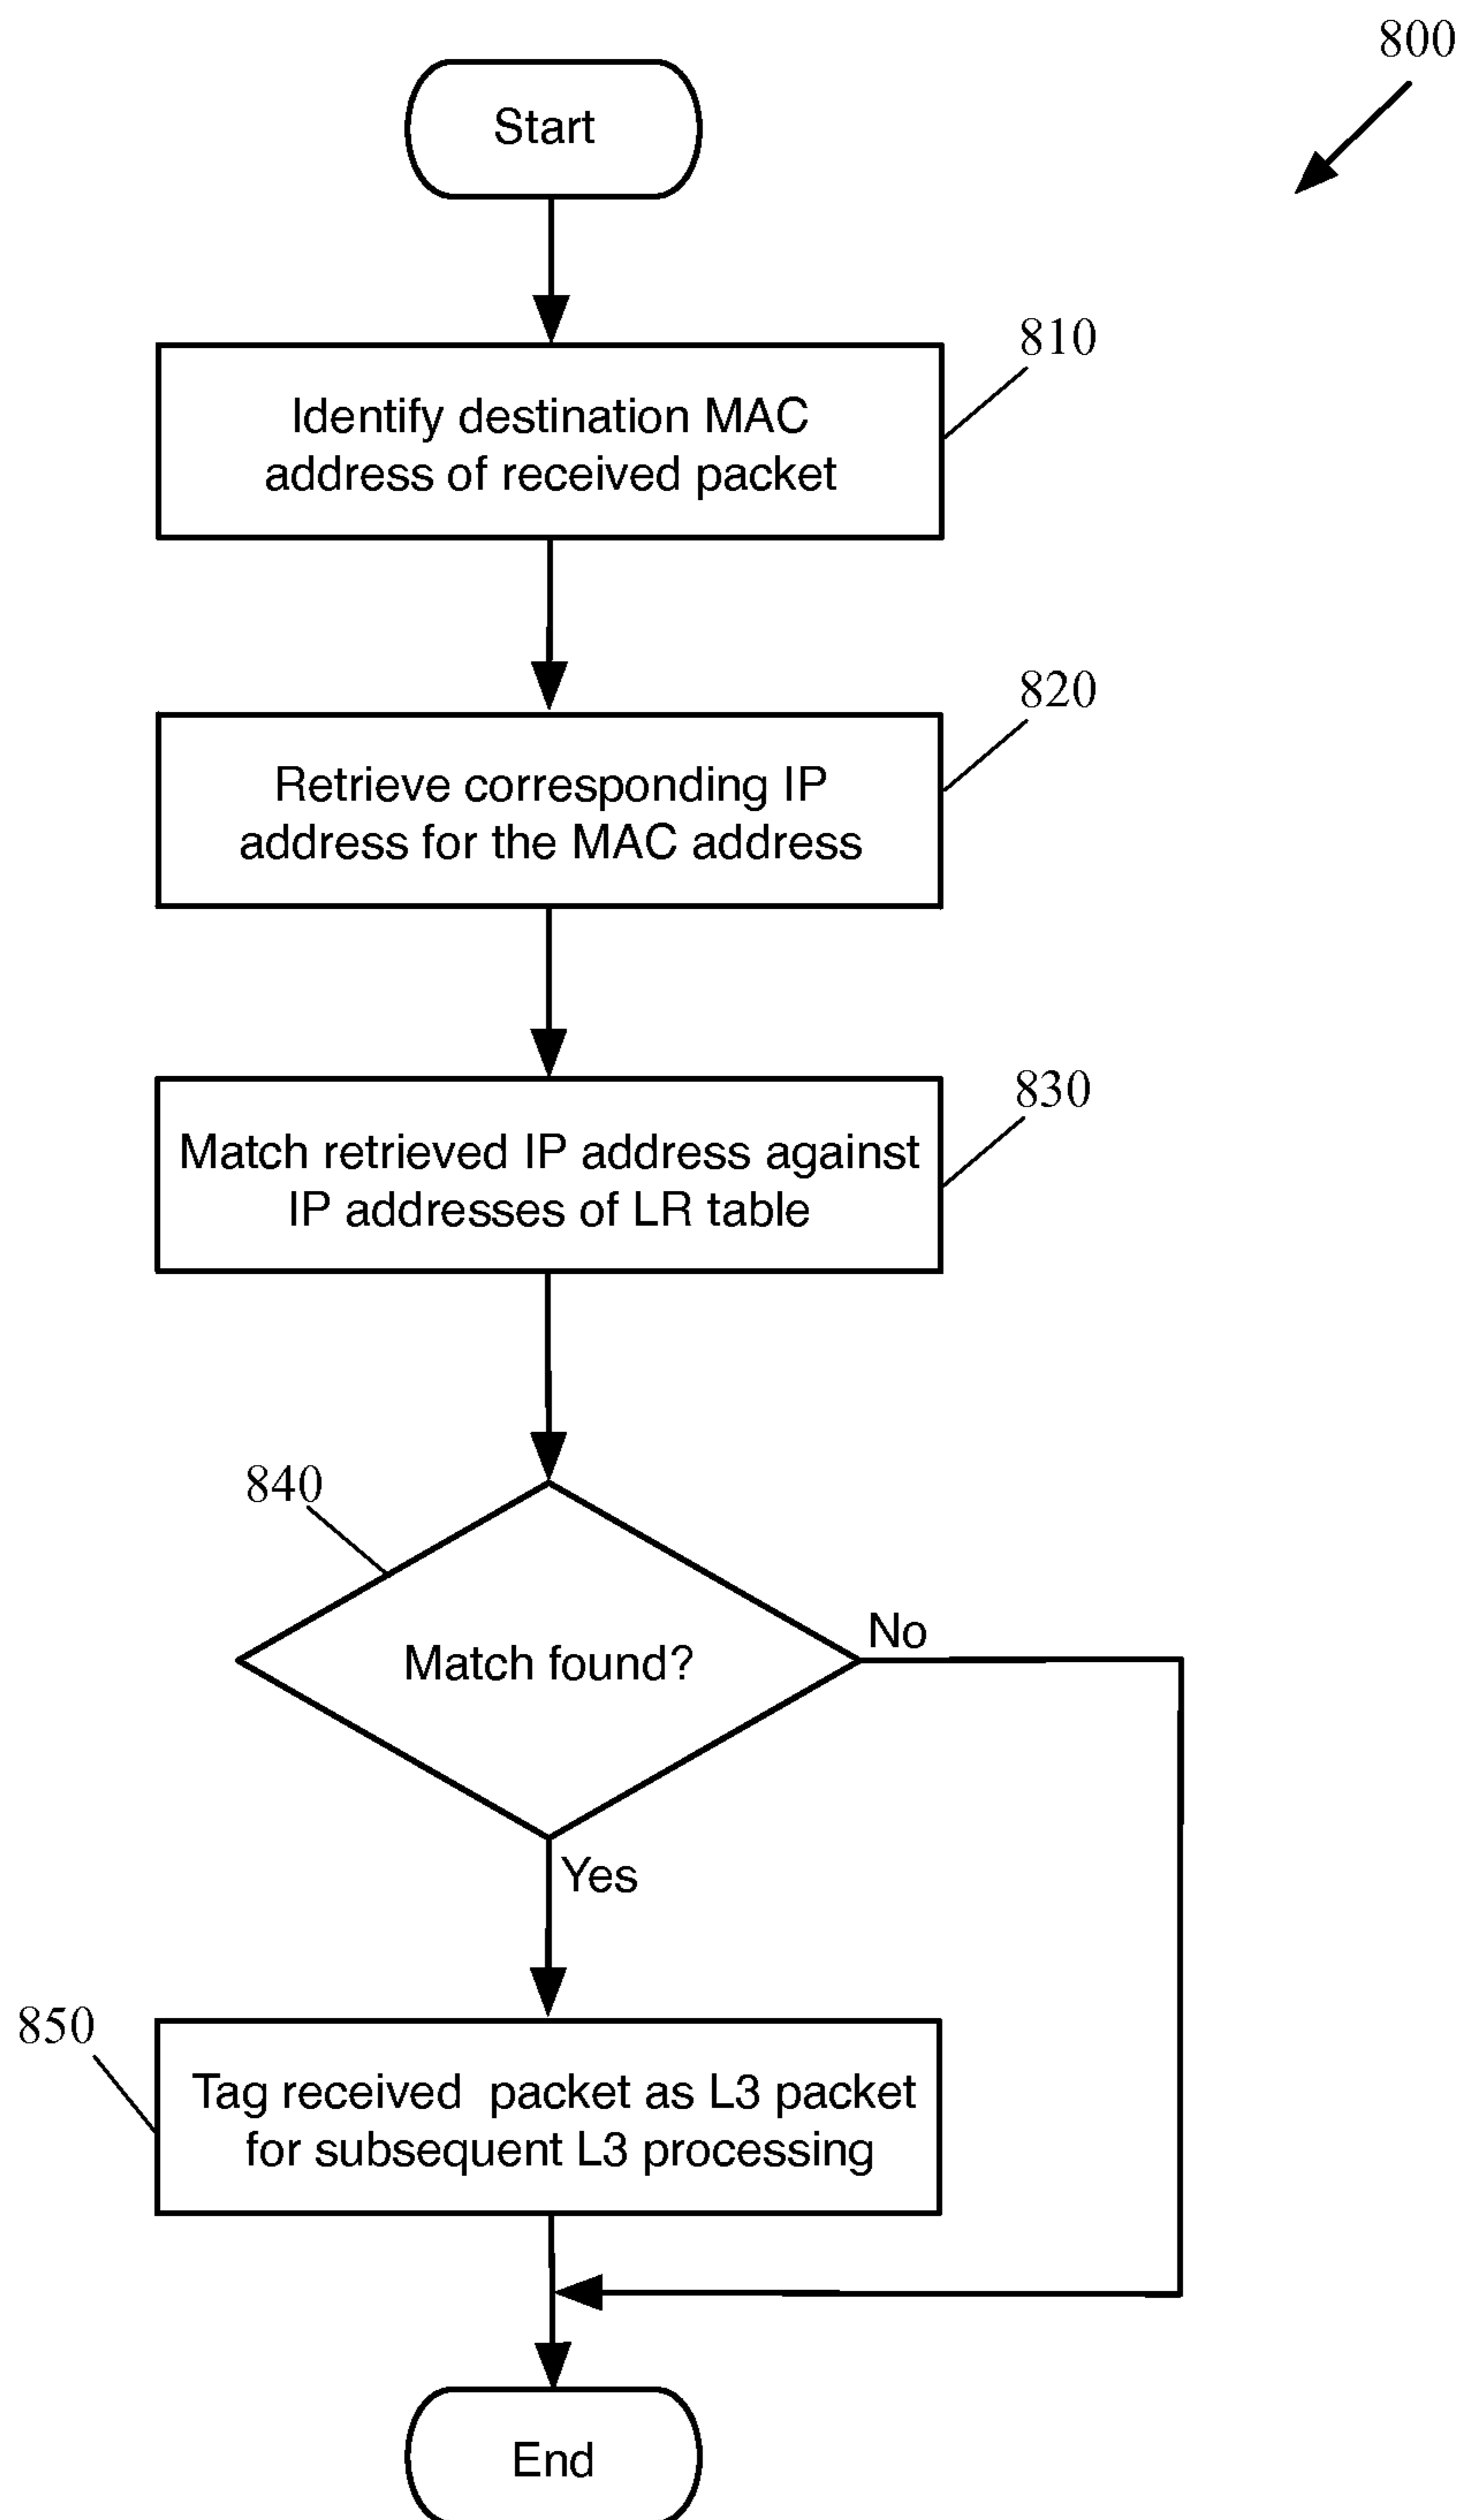 800
Start
810
Identify destination MAC
address of received packet
820
Retrieve corresponding IP
address for the MAC address
830
Match retrieved IP address against
IP addresses of LR table
840
Match found?
No
Yes
850
Tag received packet as L3 packet
for subsequent L3 processing
End